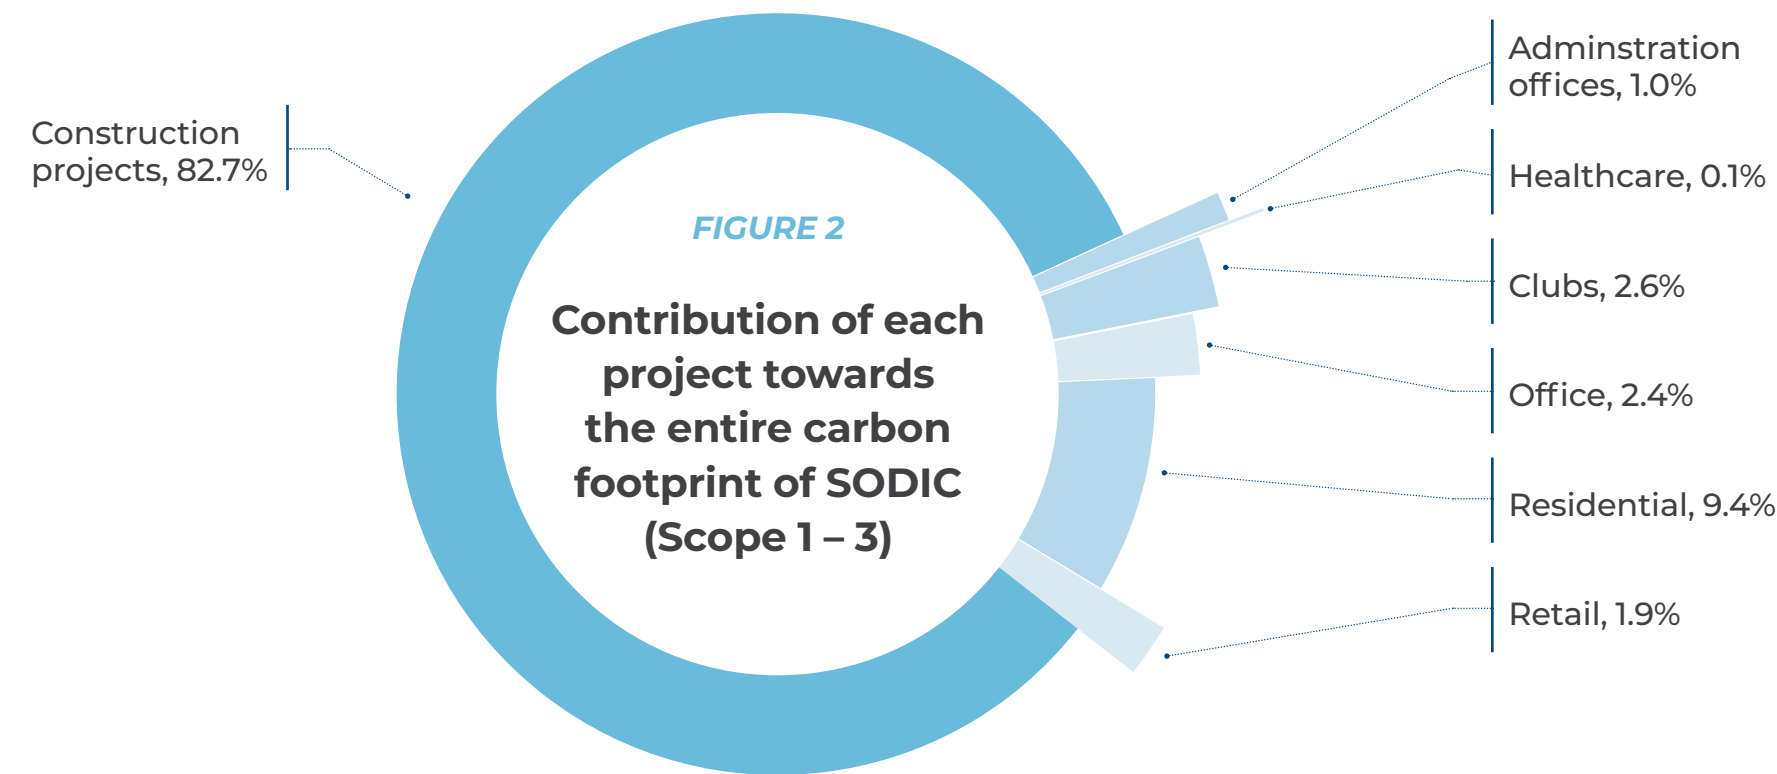 Construction
projects, 82.7%
FIGURE 2
Contribution of each
project towards
the entire carbon
footprint of SODIC
(Scope 1 – 3)
Adminstration
offices, 1.0%
Healthcare, 0.1%
Clubs, 2.6%
Office, 2.4%
Residential, 9.4%
Retail, 1.9%